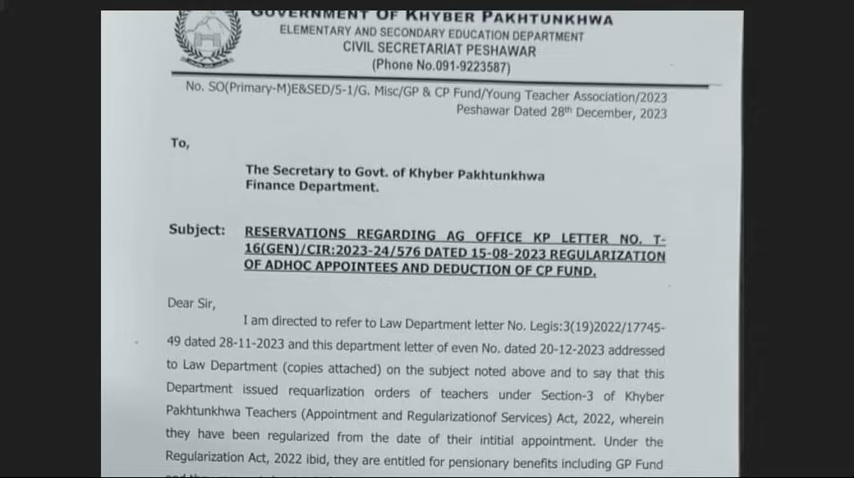 GOVERNMENT OF KHYBER PAKHTUNKHWA
ELEMENTARY AND SECONDARY EDUCATION DEPARTMENT
CIVIL SECRETARIAT PESHAWAR
(Phone No.091-9223587)
No. SO(Primary-M)E&SED/5-1/G. Misc/GP & CP Fund/Young Teacher Association/2023
Peshawar Dated 28th December, 2023
To,
The Secretary to Govt. of Khyber Pakhtunkhwa
Finance Department.
Subject: RESERVATIONS REGARDING AG OFFICE KP LETTER NO. T-
16(GEN)/CIR:2023-24/576 DATED 15-08-2023 REGULARIZATION
OF ADHOC APPOINTEES AND DEDUCTION OF CP FUND.
Dear Sir,
I am directed to refer to Law Department letter No. Legis:3(19)2022/17745-
49 dated 28-11-2023 and this department letter of even No. dated 20-12-2023 addressed
to Law Department (copies attached) on the subject noted above and to say that this
Department issued requarlization orders of teachers under Section-3 of Khyber
Pakhtunkhwa Teachers (Appointment and Regularizationof Services) Act, 2022, wherein
they have been regularized from the date of their intitial appointment. Under the
Regularization Act, 2022 ibid, they are entitled for pensionary benefits including GP Fund